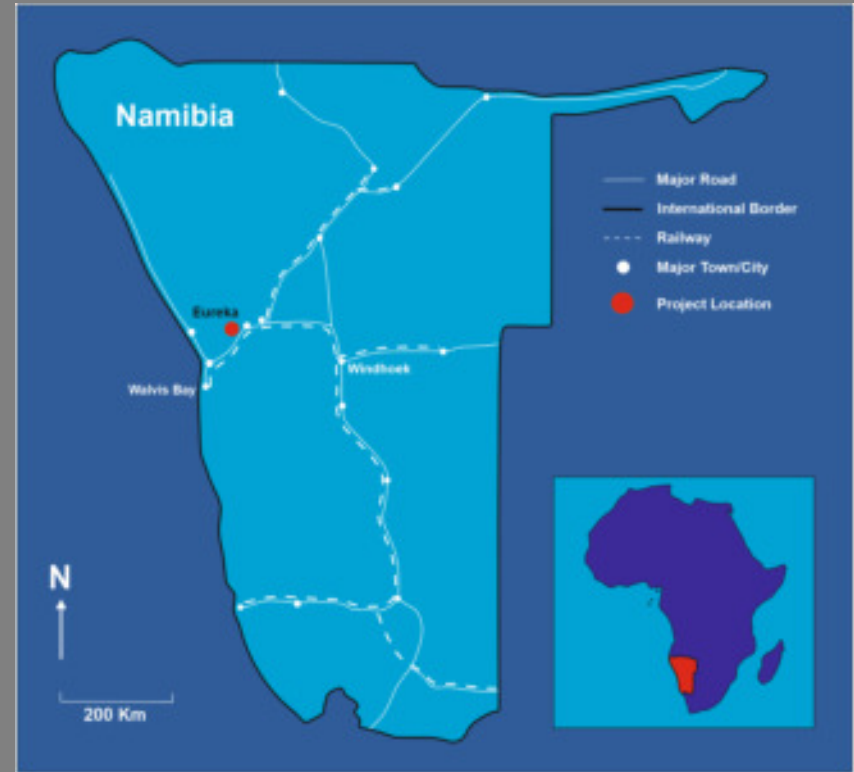 Namibia
Major Road
International Border
Railway
Major Town/City
Project Location
Eureka
Windhoek
Walvis Bay
N
200 Km